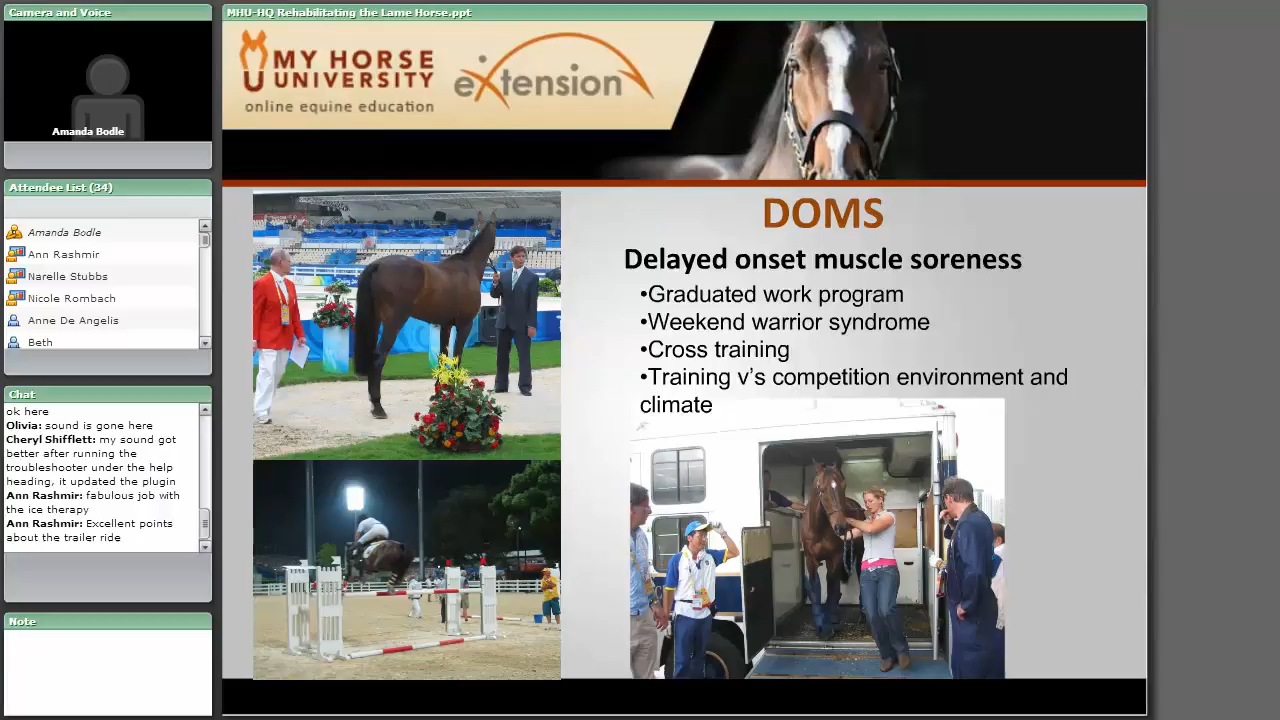 Camera and Voice
Amanda Bodle
Attendee List (34)
Amanda Bodle
Ann Rashmir
Narelle Stubbs
Nicole Rombach
Anne De Angelis
Beth
Chat
ok here
Olivia: sound is gone here
Cheryl Shifflett: my sound got
better after running the
troubleshooter under the help
heading, it updated the plugin
Ann Rashmir: fabulous job with
the ice therapy
Ann Rashmir: Excellent points
about the trailer ride
Note
MHU-HQ Rehabilitating the Lame Horse.ppt
MY HORSE
UNIVERSITY
online equine education
eXtension
DOMS
Delayed onset muscle soreness
•Graduated work program
•Weekend warrior syndrome
•Cross training
•Training v's competition environment and
climate